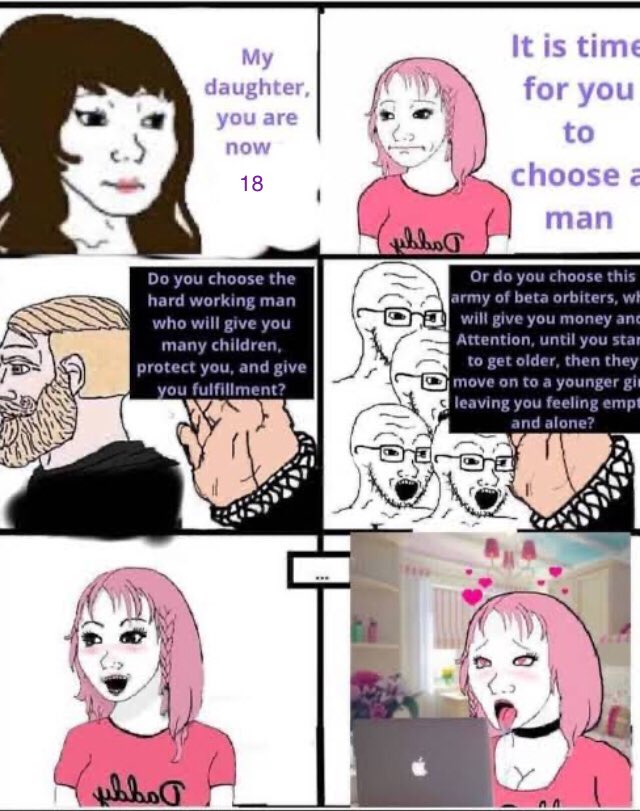 My
daughter,
you are
now
18
It is time
for you
to
choose a
man
Daddy
Do you choose the
hard working man
who will give you
many children,
protect you, and give
you fulfillment?
Or do you choose this
army of beta orbiters, wh
will give you money and
Attention, until you star
to get older, then they
move on to a younger gir
leaving you feeling empt
and alone?
...
Daddy